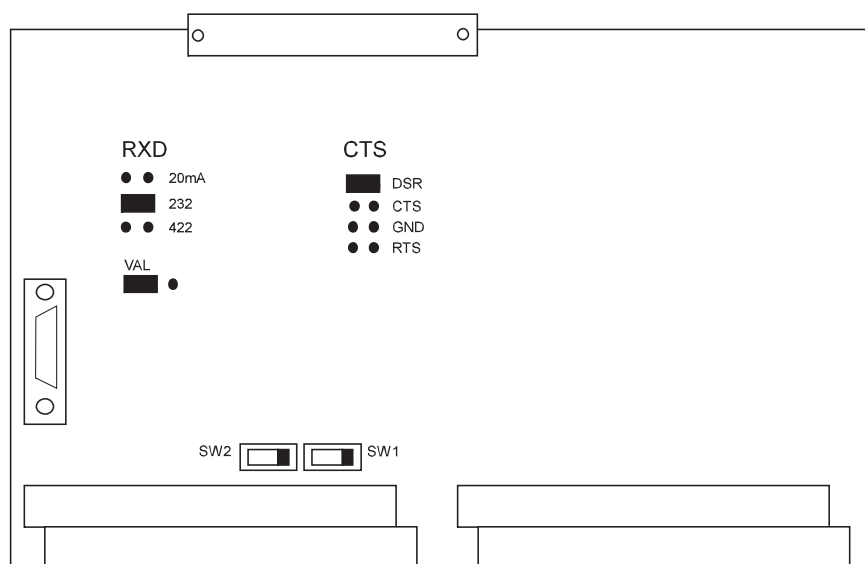 RXD
20mA
232
422
VAL
CTS
DSR
CTS
GND
RTS
SW2
SW1